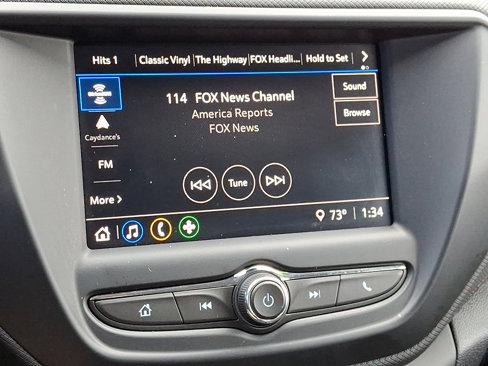 Hits 1 Classic Vinyl The Highway FOX Headli... Hold to Set
114 FOX News Channel
America Reports
FOX News
Sound
Browse
Caydance's
FM
More
Tune
73° 1:34